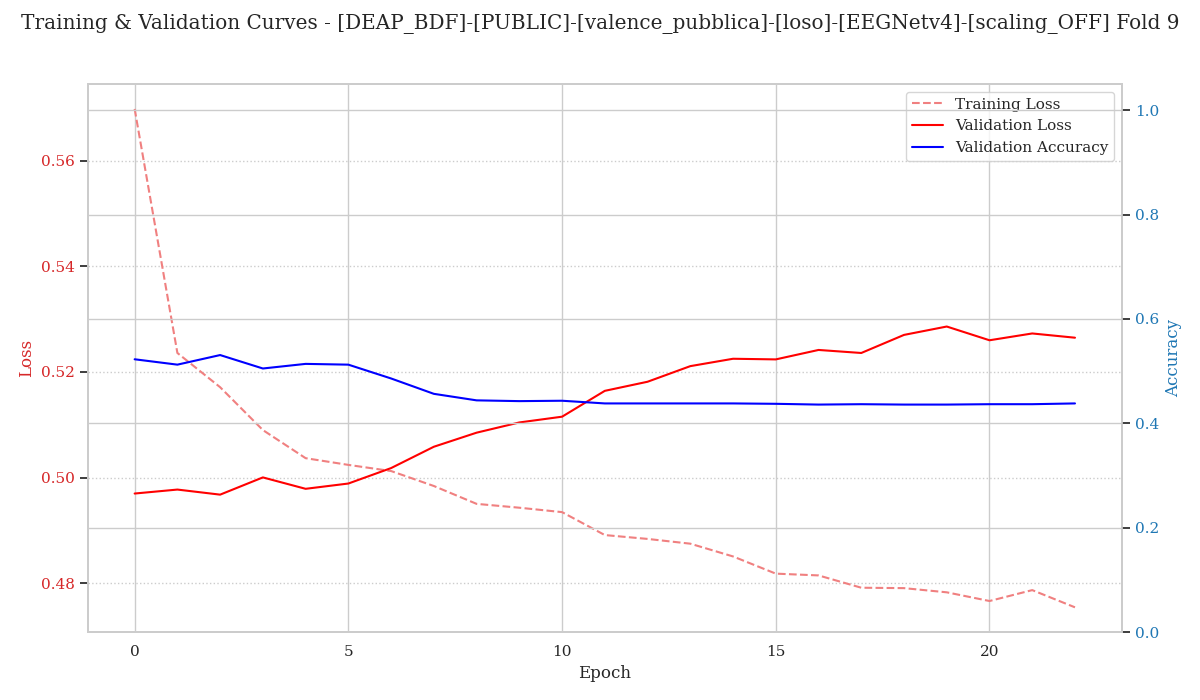 Training & Validation Curves - [DEAP_BDF]-[PUBLIC]-[valence_pubblica]-[loso]-[EEGNetv4]-[scaling_OFF] Fold 9
Training Loss
Validation Loss
Validation Accuracy
0.56
0.54
0.52
0.50
0.48
Loss
1.0
0.8
0.6
0.4
0.2
0.0
Accuracy
0
5
10
15
20
Epoch